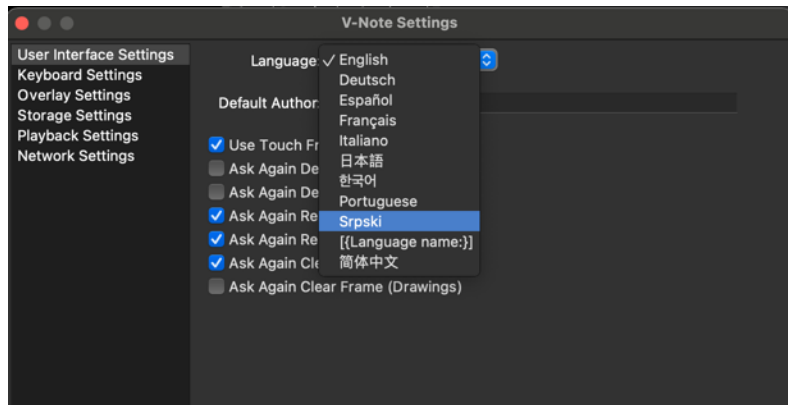 V-Note Settings
User Interface Settings
Keyboard Settings
Overlay Settings
Storage Settings
Playback Settings
Network Settings
Language:
✓ English
Deutsch
Español
Français
Italiano
日本語
한국어
Portuguese
Srpski
[{Language name:}]
简体中文
Default Author:
Use Touch Fr
Ask Again De
Ask Again De
Ask Again Re
Ask Again Re
Ask Again Cle
Ask Again Clear Frame (Drawings)